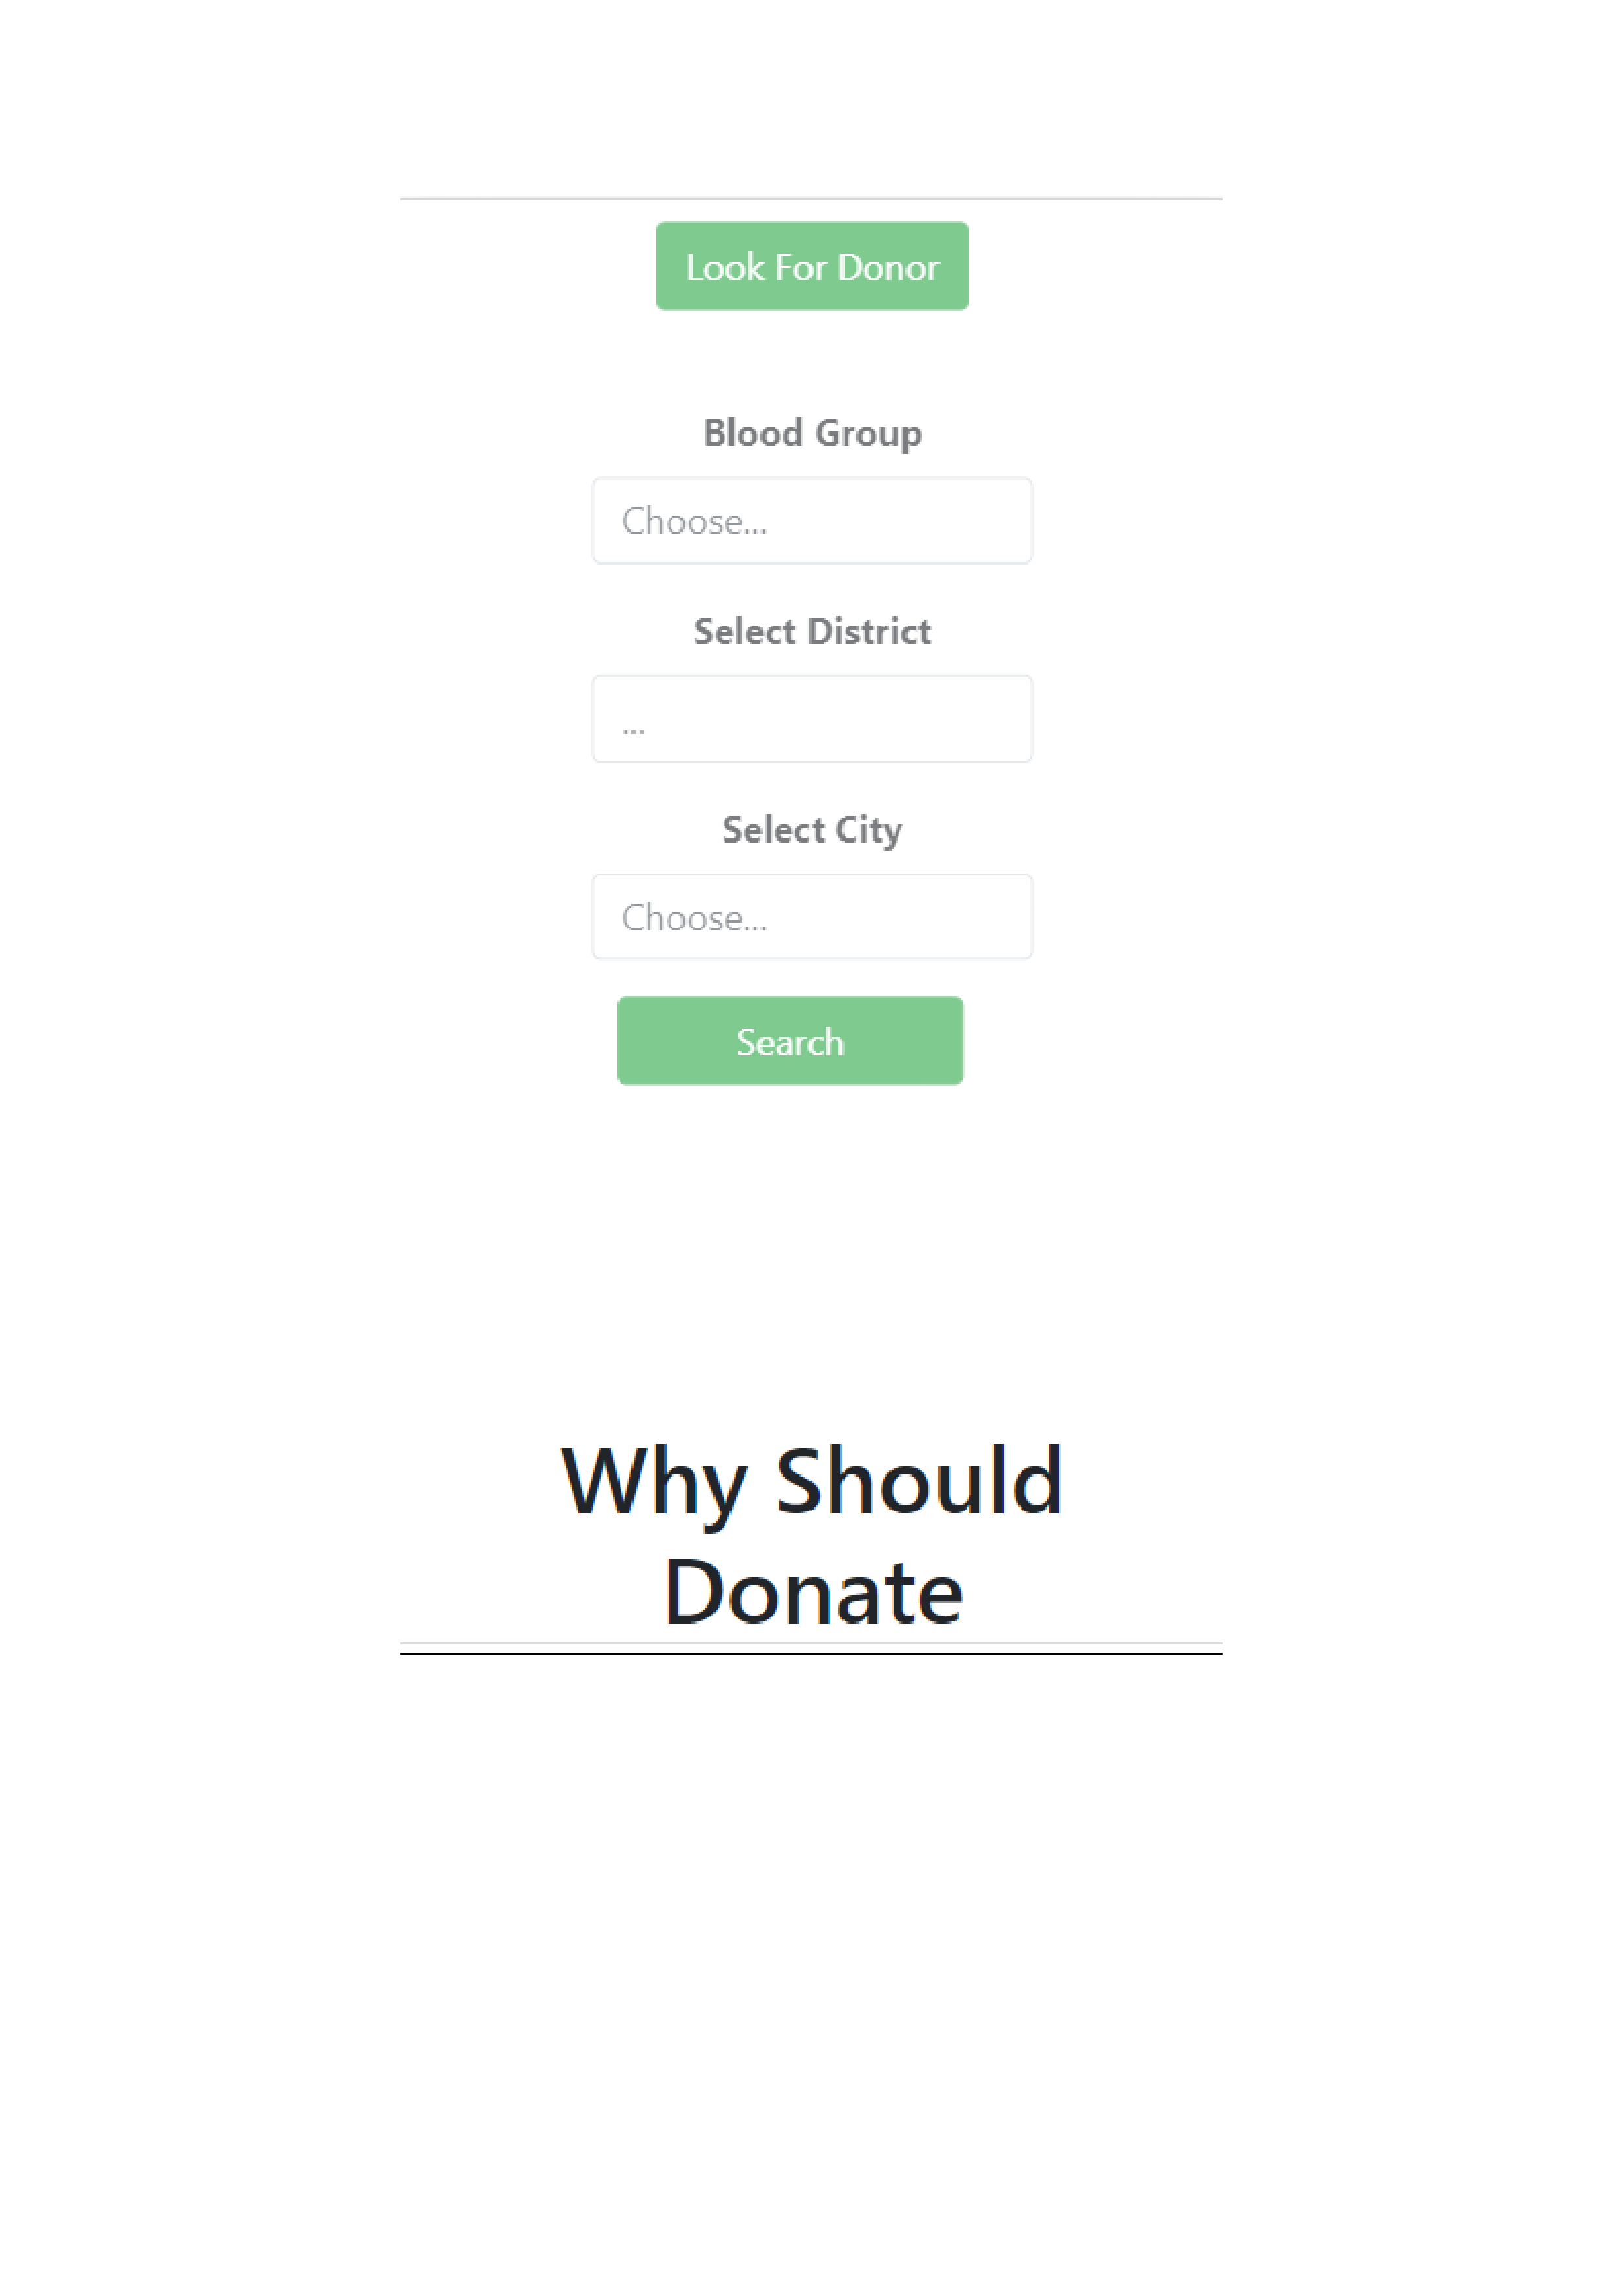 Look For Donor
Blood Group
Choose...
Select District
...
Select City
Choose...
Search
Why Should
Donate